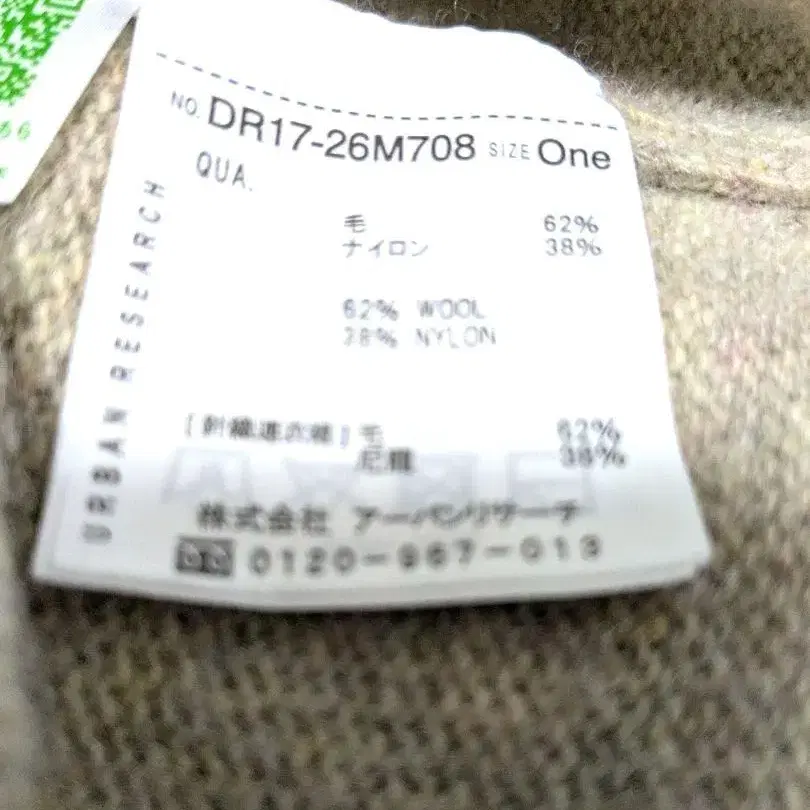 NO. DR17-26M708 SIZE One
QUA.
毛 62%
ナイロン 38%
62% WOOL
38% NYLON
毛 62%
尼龍 38%
株式会社 アーバンリサーチ
0120-967-013
URBAN RESEARCH
66